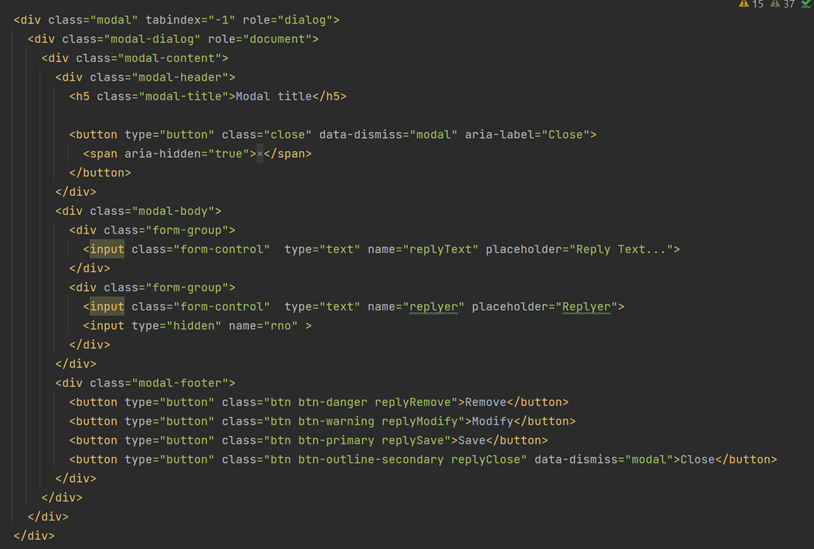 15 37
<div class="modal" tabindex="-1" role="dialog">
<div class="modal-dialog" role="document">
<div class="modal-content">
<div class="modal-header">
<h5 class="modal-title">Modal title</h5>
<button type="button" class="close" data-dismiss="modal" aria-label="Close">
<span aria-hidden="true">×</span>
</button>
</div>
<div class="modal-body">
<div class="form-group">
<input class="form-control"  type="text" name="replyText" placeholder="Reply Text...">
</div>
<div class="form-group">
<input class="form-control"  type="text" name="replyer" placeholder="Replyer">
<input type="hidden" name="rno" >
</div>
</div>
<div class="modal-footer">
<button type="button" class="btn btn-danger replyRemove">Remove</button>
<button type="button" class="btn btn-warning replyModify">Modify</button>
<button type="button" class="btn btn-primary replySave">Save</button>
<button type="button" class="btn btn-outline-secondary replyClose" data-dismiss="modal">Close</button>
</div>
</div>
</div>
</div>